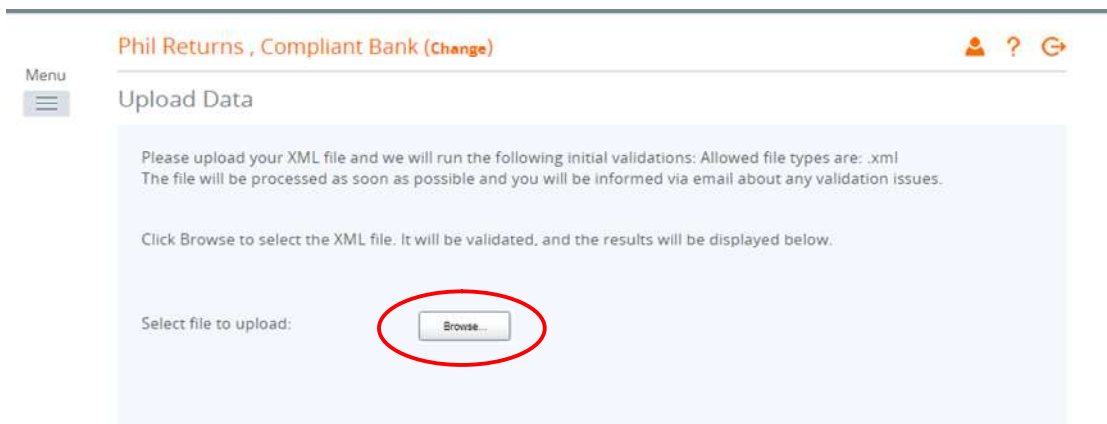 Phil Returns , Compliant Bank (Change)
?
Menu
Upload Data
Please upload your XML file and we will run the following initial validations: Allowed file types are: .xml
The file will be processed as soon as possible and you will be informed via email about any validation issues.
Click Browse to select the XML file. It will be validated, and the results will be displayed below.
Select file to upload:
Browse...